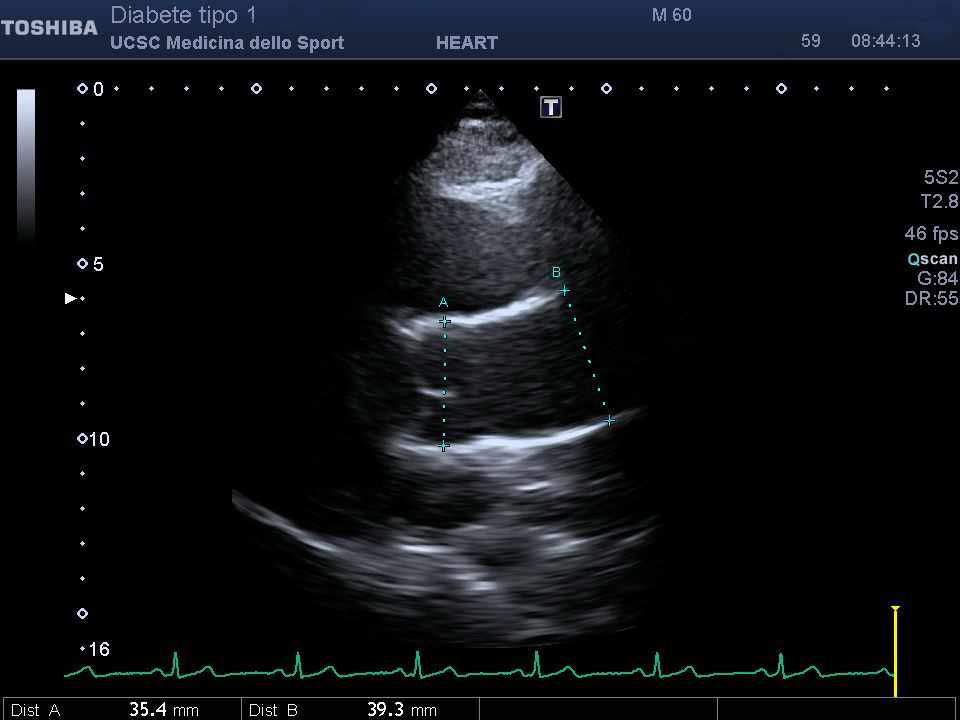 TOSHIBA
Diabete tipo 1
M 60
UCSC Medicina dello Sport
HEART
59
08:44:13
0
T
5S2
T2.8
46 fps
Qscan
G:84
DR:55
5
B
A
10
16
Dist A 35.4 mm
Dist B 39.3 mm